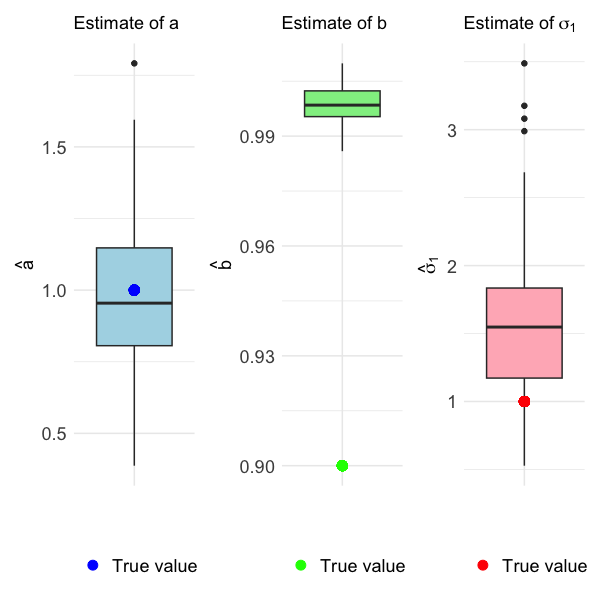 Estimate of a
1.5
1.0
0.5
â
True value
Estimate of b
0.99
0.96
0.93
0.90
b̂
True value
Estimate of σ₁
3
2
1
σ̂₁
True value